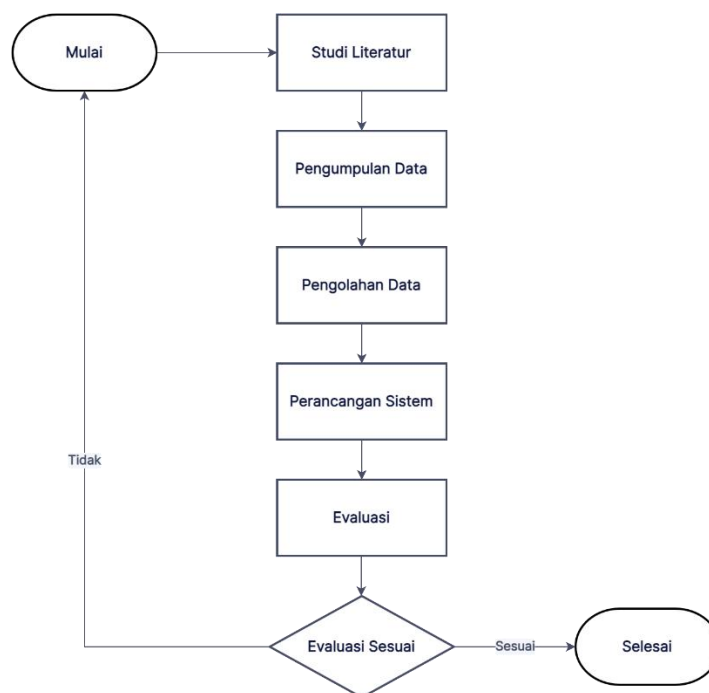 Mulai
Studi Literatur
Pengumpulan Data
Pengolahan Data
Perancangan Sistem
Tidak
Evaluasi
Evaluasi Sesuai
Sesuai
Selesai